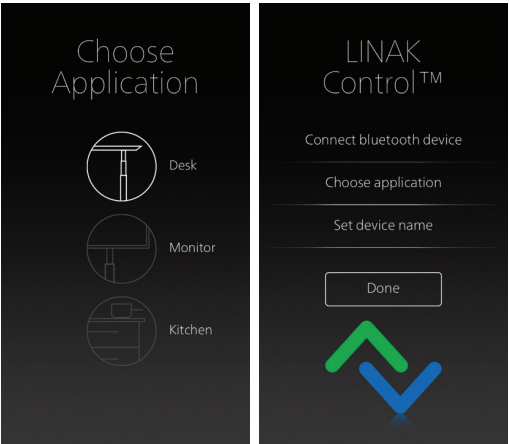 Choose
Application
Desk
Monitor
Kitchen
LINAK
Control™
Connect bluetooth device
Choose application
Set device name
Done